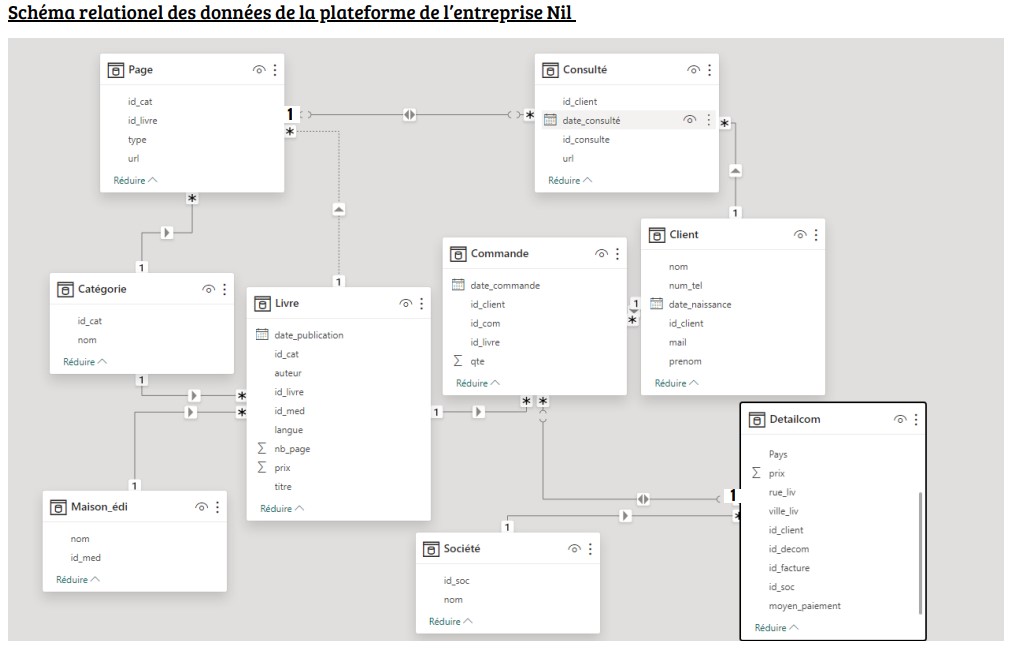 Schéma relationel des données de la plateforme de l’entreprise Nil
Page
id_cat
id_livre
type
url
Réduire
1
*
*
Consulté
id_client
date_consulté
id_consulte
url
Réduire
*
*
1
Catégorie
id_cat
nom
Réduire
1
1
Livre
date_publication
id_cat
auteur
id_livre
id_med
langue
nb_page
prix
titre
Réduire
1
*
*
1
Commande
date_commande
id_client
id_com
id_livre
Σ qte
Réduire
* *
Client
nom
num_tel
date_naissance
id_client
mail
prenom
Réduire
1
*
Maison_édi
nom
id_med
Réduire
1
Société
id_soc
nom
Réduire
1
Detailcom
Pays
Σ prix
rue_liv
ville_liv
id_client
id_decom
id_facture
id_soc
moyen_paiement
Réduire
1
*